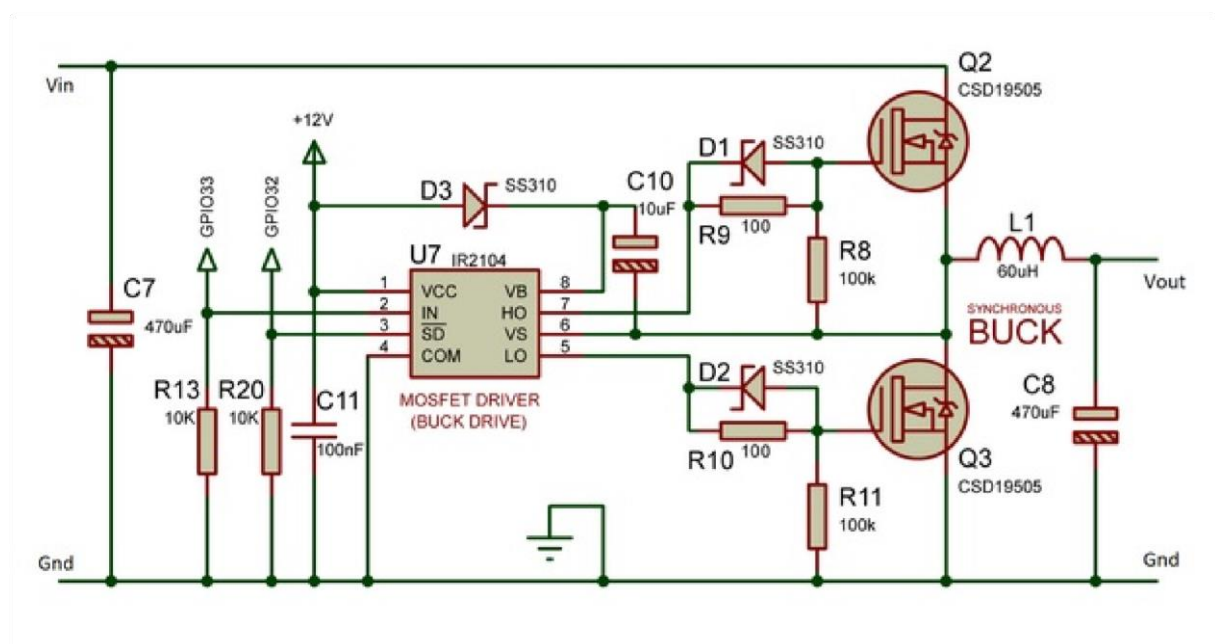 Vin
+12V
GPIO33
GPIO32
C7
470uF
R13
10K
R20
10K
C11
100nF
D3
SS310
U7
IR2104
1
VCC
2
IN
3
SD
4
COM
VB
8
HO
7
VS
6
LO
5
MOSFET DRIVER
(BUCK DRIVE)
C10
10uF
D1
SS310
R9
100
R8
100k
Q2
CSD19505
L1
60uH
Vout
SYNCHRONOUS
BUCK
D2
SS310
R10
100
R11
100k
Q3
CSD19505
C8
470uF
Gnd
Gnd